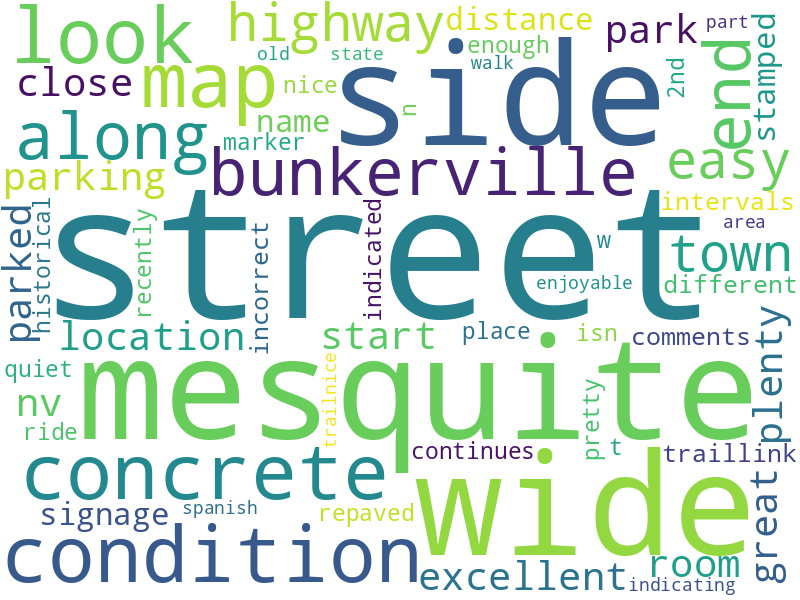 look
highway
distance
park
part
old
state
enough
walk
close
map
nice
side
2nd
end
stamped
name
n
along
marker
bunkerville
easy
parking
intervals
area
street
parked
historical
recently
incorrect
indicated
w
town
enjoyable
different
location
start
place
isn
comments
plenty
quiet
mesquite
trailnice
nv
ride
pretty
t
continues
traillink
concrete
wide
great
signage
spanish
repaved
condition
excellent
room
indicating